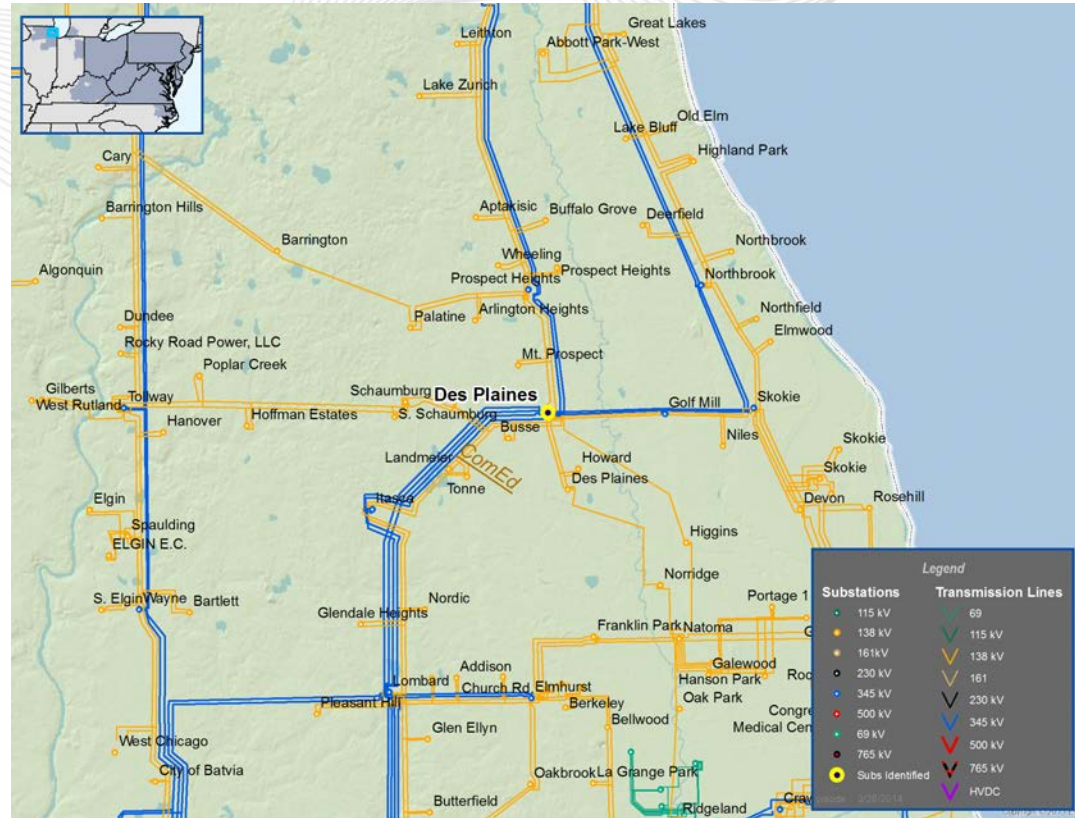 Great Lakes
Leithton
Abbott Park-West
Lake Zurich
Old Elm
Lake Bluff
Highland Park
Cary
Barrington Hills
Aptakisic
Buffalo Grove
Deerfield
Barrington
Northbrook
Wheeling
Algonquin
Prospect Heights
Prospect Heights
Northbrook
Dundee
Palatine
Arlington Heights
Northfield
Rocky Road Power, LLC
Elmwood
Poplar Creek
Mt. Prospect
Gilberts
Tollway
Schaumburg
Des Plaines
Golf Mill
Skokie
West Rutland
Hanover
Hoffman Estates
S. Schaumborg
Busse
Niles
Landmeier
ComEd
Howard
Skokie
Tonne
Des Plaines
Skokie
Elgin
Itasca
Devon
Rosehill
Spaulding
ELGIN E.C.
Higgins
Norridge
S. Elgin
Wayne
Bartlett
Nordic
Glendale Heights
Portage 1
Franklin Park
Natoma
Addison
Galewood
Lombard
Church Rd
Elmhurst
Hanson Park
Pleasant Hill
Berkeley
Oak Park
Glen Ellyn
Bellwood
Medical Cen
West Chicago
City of Batvia
Oakbrook
La Grange Park
Butterfield
Ridgeland
Legend
Substations
Transmission Lines
115 kV
69
138 kV
115 kV
161kV
138 kV
230 kV
161
345 kV
230 kV
500 kV
345 kV
69 kV
500 kV
765 kV
765 kV
Subs Identified
HVDC